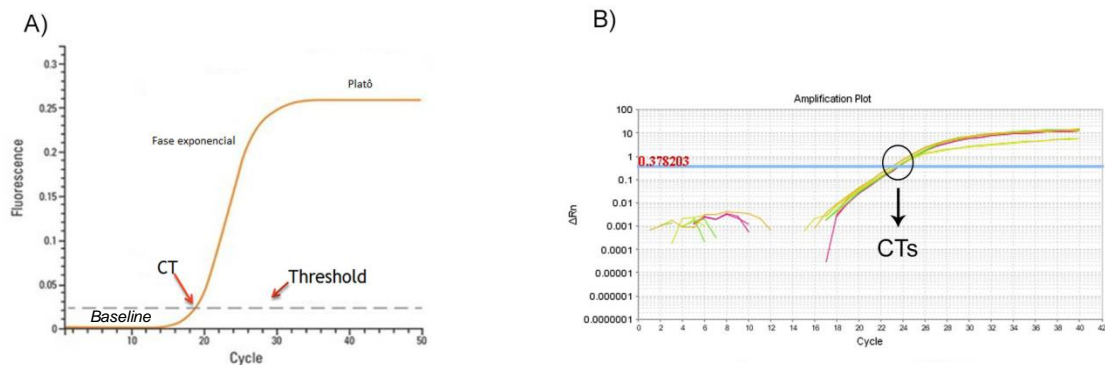 A)
0.3
0.25
0.2
0.15
0.1
0.05
0
Fluorescence
Platô
Fase exponencial
CT
Threshold
Baseline
10 20 30 40 50
Cycle
B)
Amplification Plot
100
10
1
0.378203
0.1
0.01
0.001
0.0001
0.00001
0.000001
0.0000001
ΔRn
CTs
0 2 4 6 8 10 12 14 16 18 20 22 24 26 28 30 32 34 36 38 40 42
Cycle